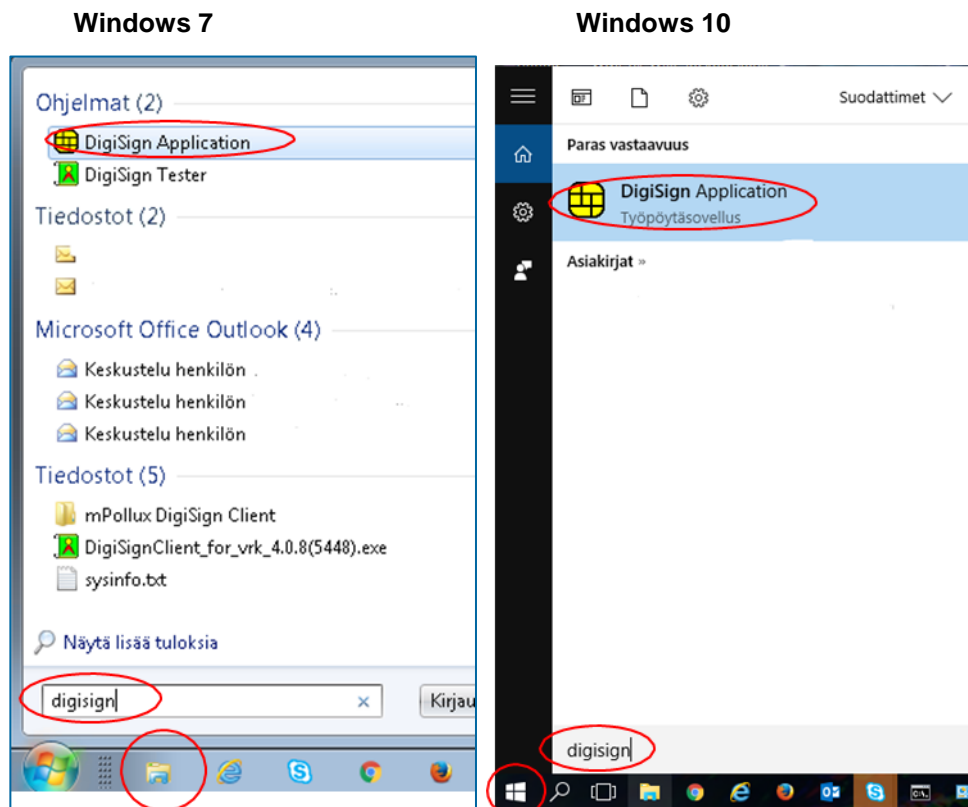 Windows 7
Ohjelmat (2)
DigiSign Application
DigiSign Tester
Tiedostot (2)
Microsoft Office Outlook (4)
Keskustelu henkilön
Keskustelu henkilön
Keskustelu henkilön
Tiedostot (5)
mPollux DigiSign Client
DigiSignClient_for_vrk_4.0.8(5448).exe
sysinfo.txt
Näytä lisää tuloksia
digisign
Kirjau
Windows 10
Suodattimet
Paras vastaavuus
DigiSign Application
Työpöytäsovellus
Asiakirjat »
digisign